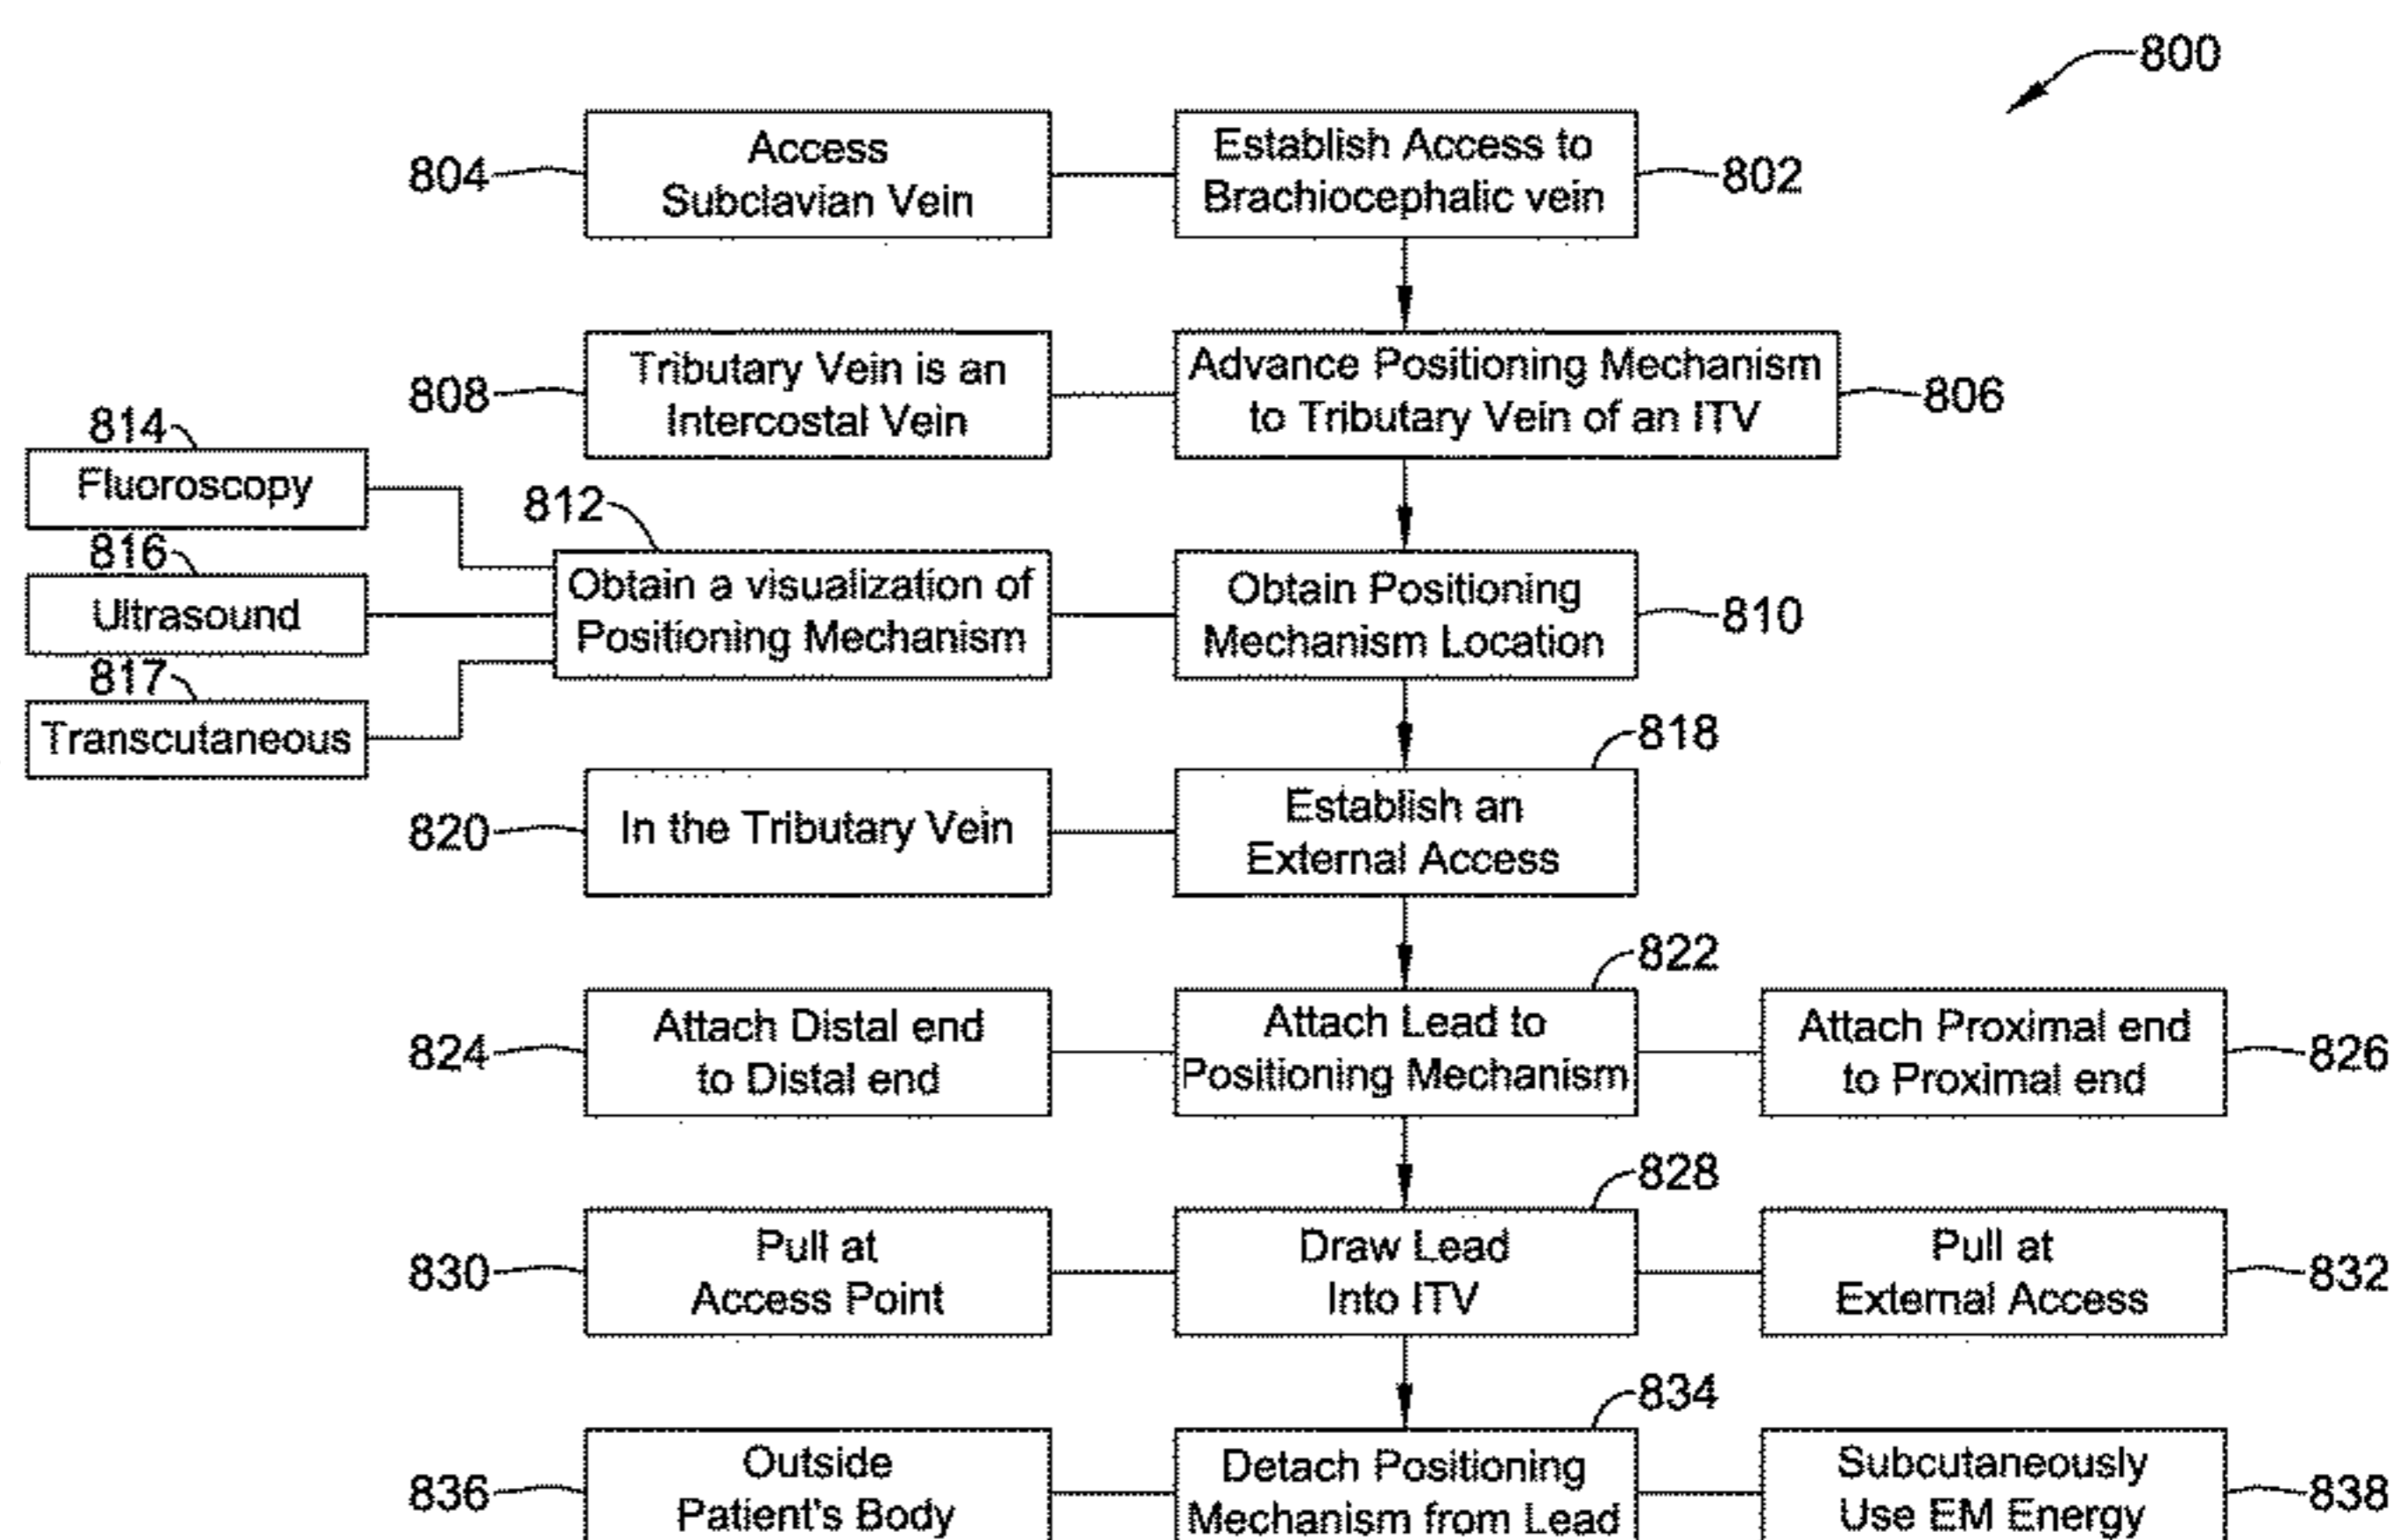 800
804
Access
Subclavian Vein
Establish Access to
Brachiocephalic vein
802
808
Tributary Vein is an
Intercostal Vein
Advance Positioning Mechanism
to Tributary Vein of an ITV
806
814
Fluoroscopy
816
Ultrasound
817
Transcutaneous
812
Obtain a visualization of
Positioning Mechanism
Obtain Positioning
Mechanism Location
810
820
In the Tributary Vein
Establish an
External Access
818
824
Attach Distal end
to Distal end
Attach Lead to
Positioning Mechanism
822
Attach Proximal end
to Proximal end
826
830
Pull at
Access Point
Draw Lead
Into ITV
828
Pull at
External Access
832
836
Outside
Patient's Body
Detach Positioning
Mechanism from Lead
834
Subcutaneously
Use EM Energy
838